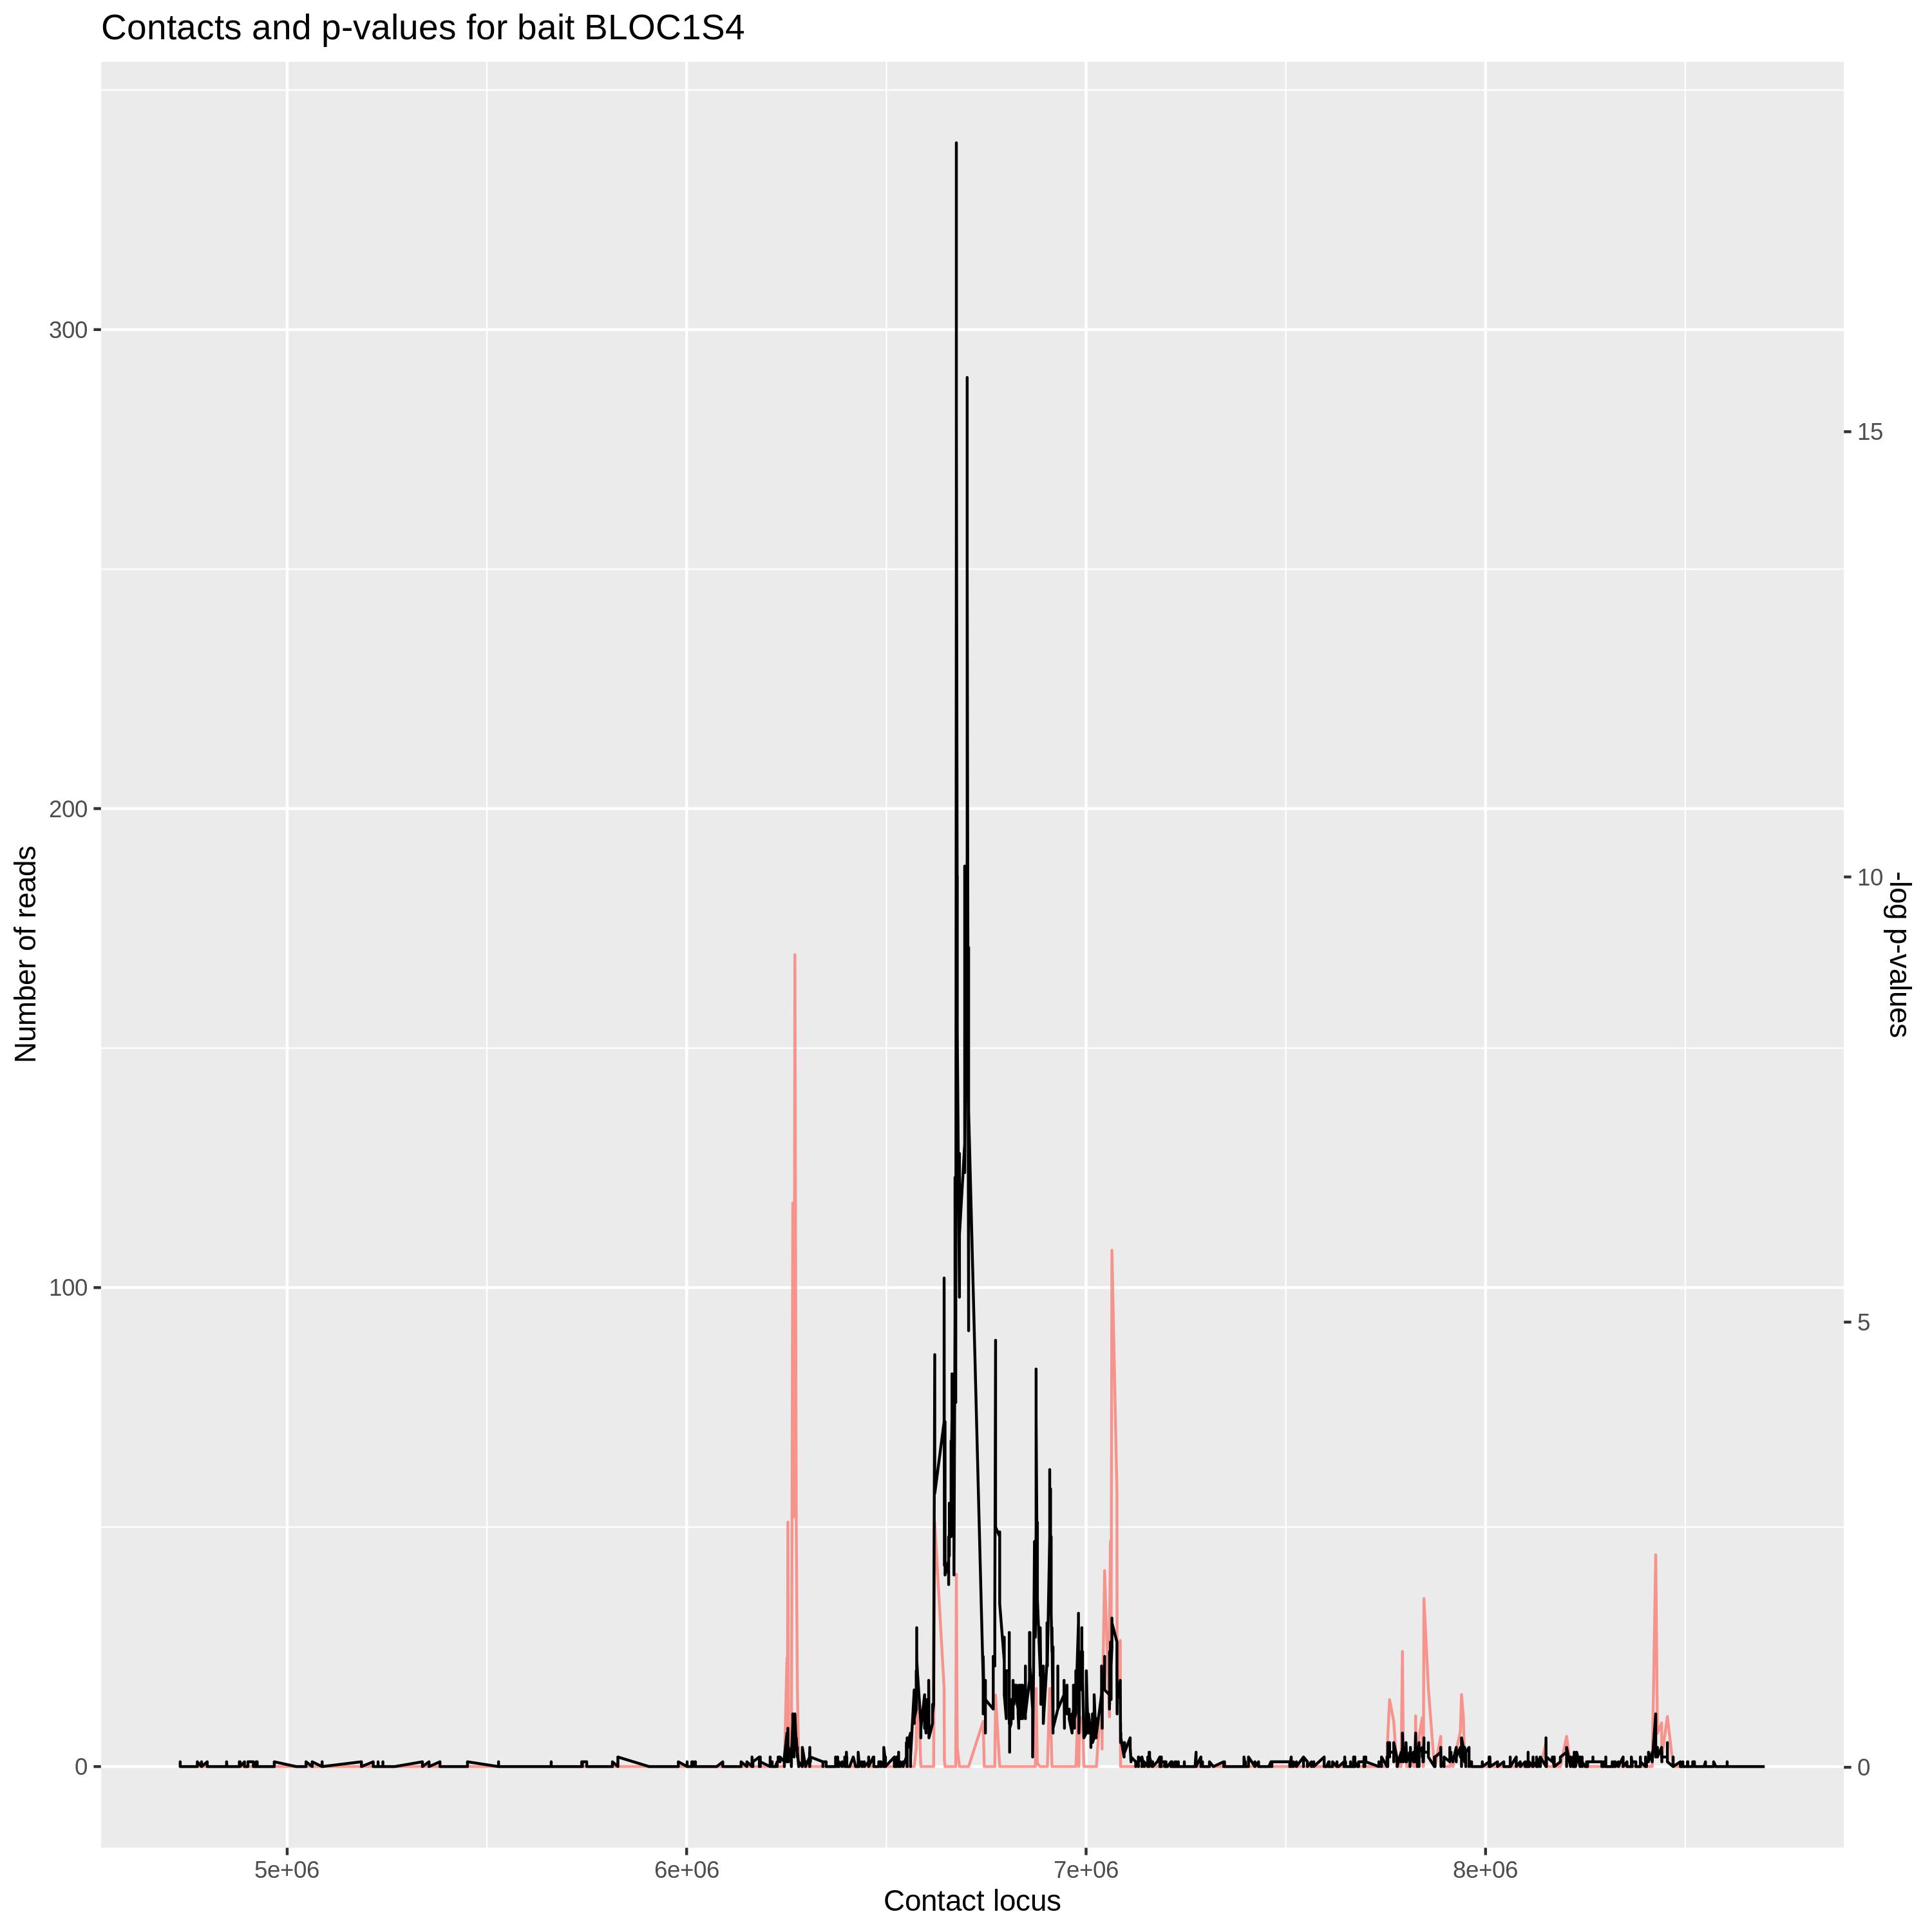 Contacts and p-values for bait BLOC1S4
Number of reads
300
200
100
0
15
10
5
0
-log p-values
5e+06
6e+06
7e+06
8e+06
Contact locus